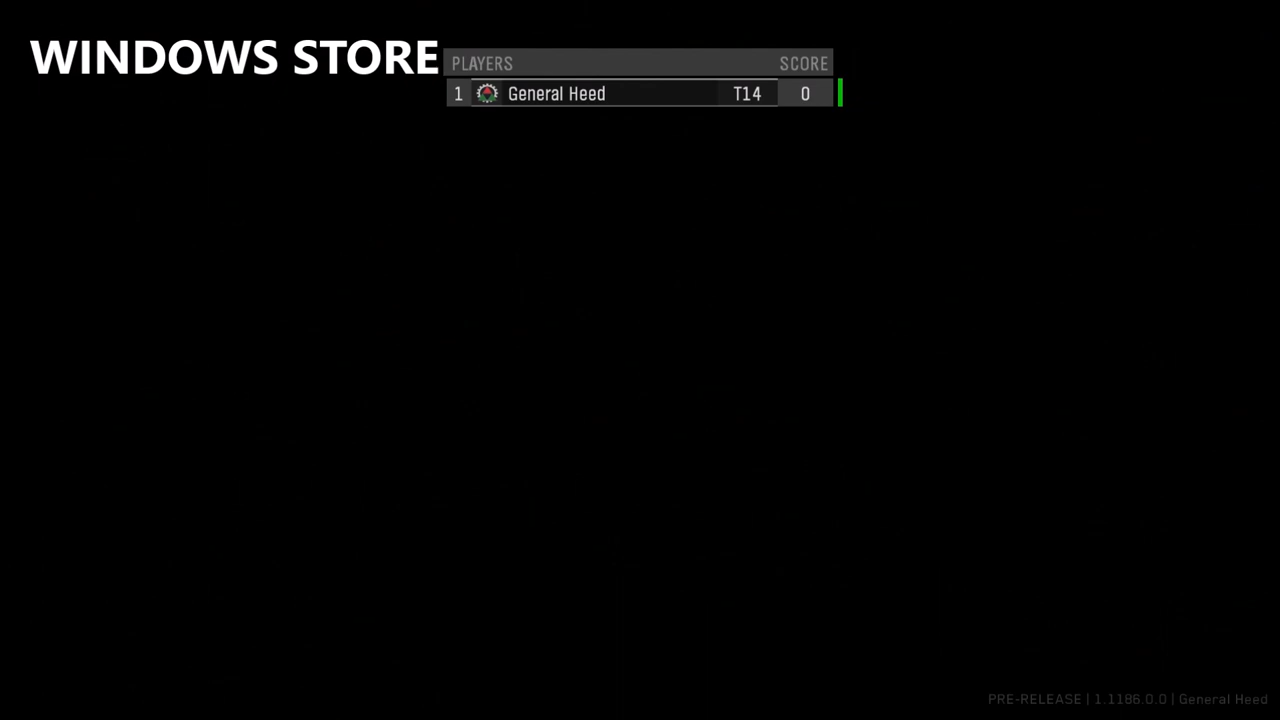 WINDOWS STORE
PLAYERS SCORE
1 General Heed T14 0
PRE-RELEASE | 1.1186.0.0 | General Heed